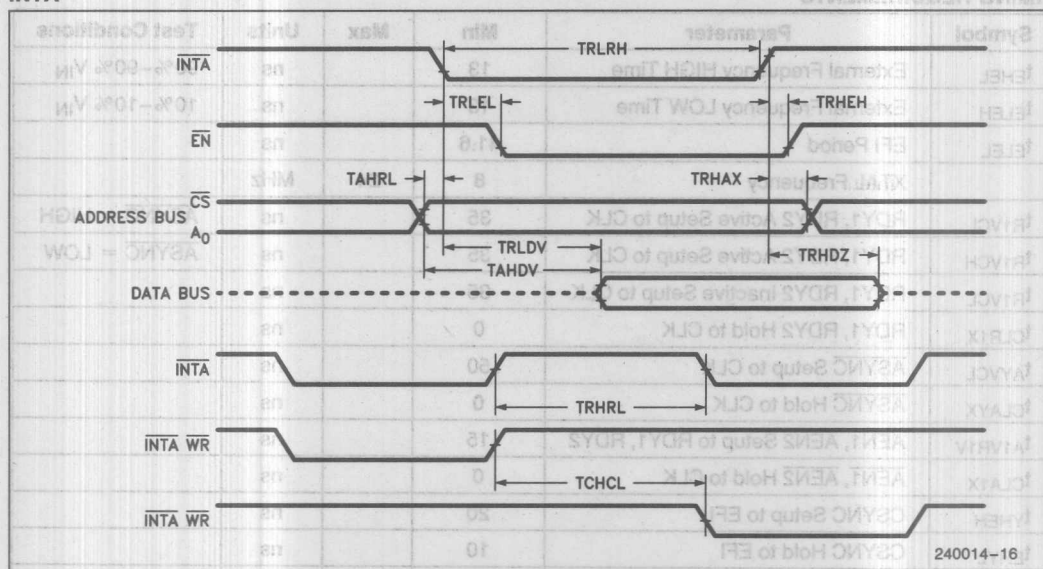 INTA
TRLRH
TRLEL
TRHEH
EN
TAHRL
TRHAX
CS
ADDRESS BUS
A0
TRLDV
TRHDZ
TAHDV
DATA BUS
INTA
TRHRL
INTA WR
TCHCL
INTA WR
240014-16
Symbol Parameter Min Max Units Test Conditions
External Frequency HIGH Time 13 ns
External Frequency LOW Time ns 10%-10% VIN
EFI Period ns
XTAL Frequency 8 MHz
RDY1, RDY2 Active Setup to CLK 35 ns HIGH
RDY1, RDY2 Active Setup to CLK 35 ns ASYNC = LOW
RDY1, RDY2 Inactive Setup to CLK ns
RDY1, RDY2 Hold to CLK 0 ns
ASYNC Setup to CLK 50 ns
ASYNC Hold to CLK 0 ns
AEN1, AEN2 Setup to RDY1, RDY2 15 ns
AEN1, AEN2 Hold to CLK 0 ns
CSYNC Setup to EFI 20 ns
CSYNC Hold to EFI 10 ns